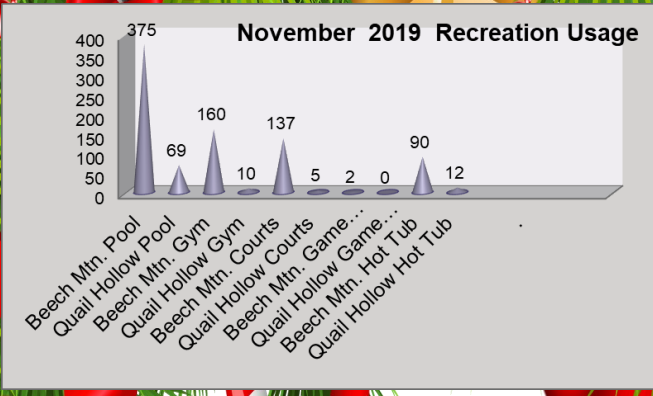 November 2019 Recreation Usage
400
350
300
250
200
150
100
50
0
375
69
160
10
137
5
2
0
90
12
Beech Mtn. Pool
Quail Hollow Pool
Beech Mtn. Gym
Quail Hollow Gym
Beech Mtn. Courts
Quail Hollow Courts
Beech Mtn. Game…
Quail Hollow Game…
Beech Mtn. Hot Tub
Quail Hollow Hot Tub
.